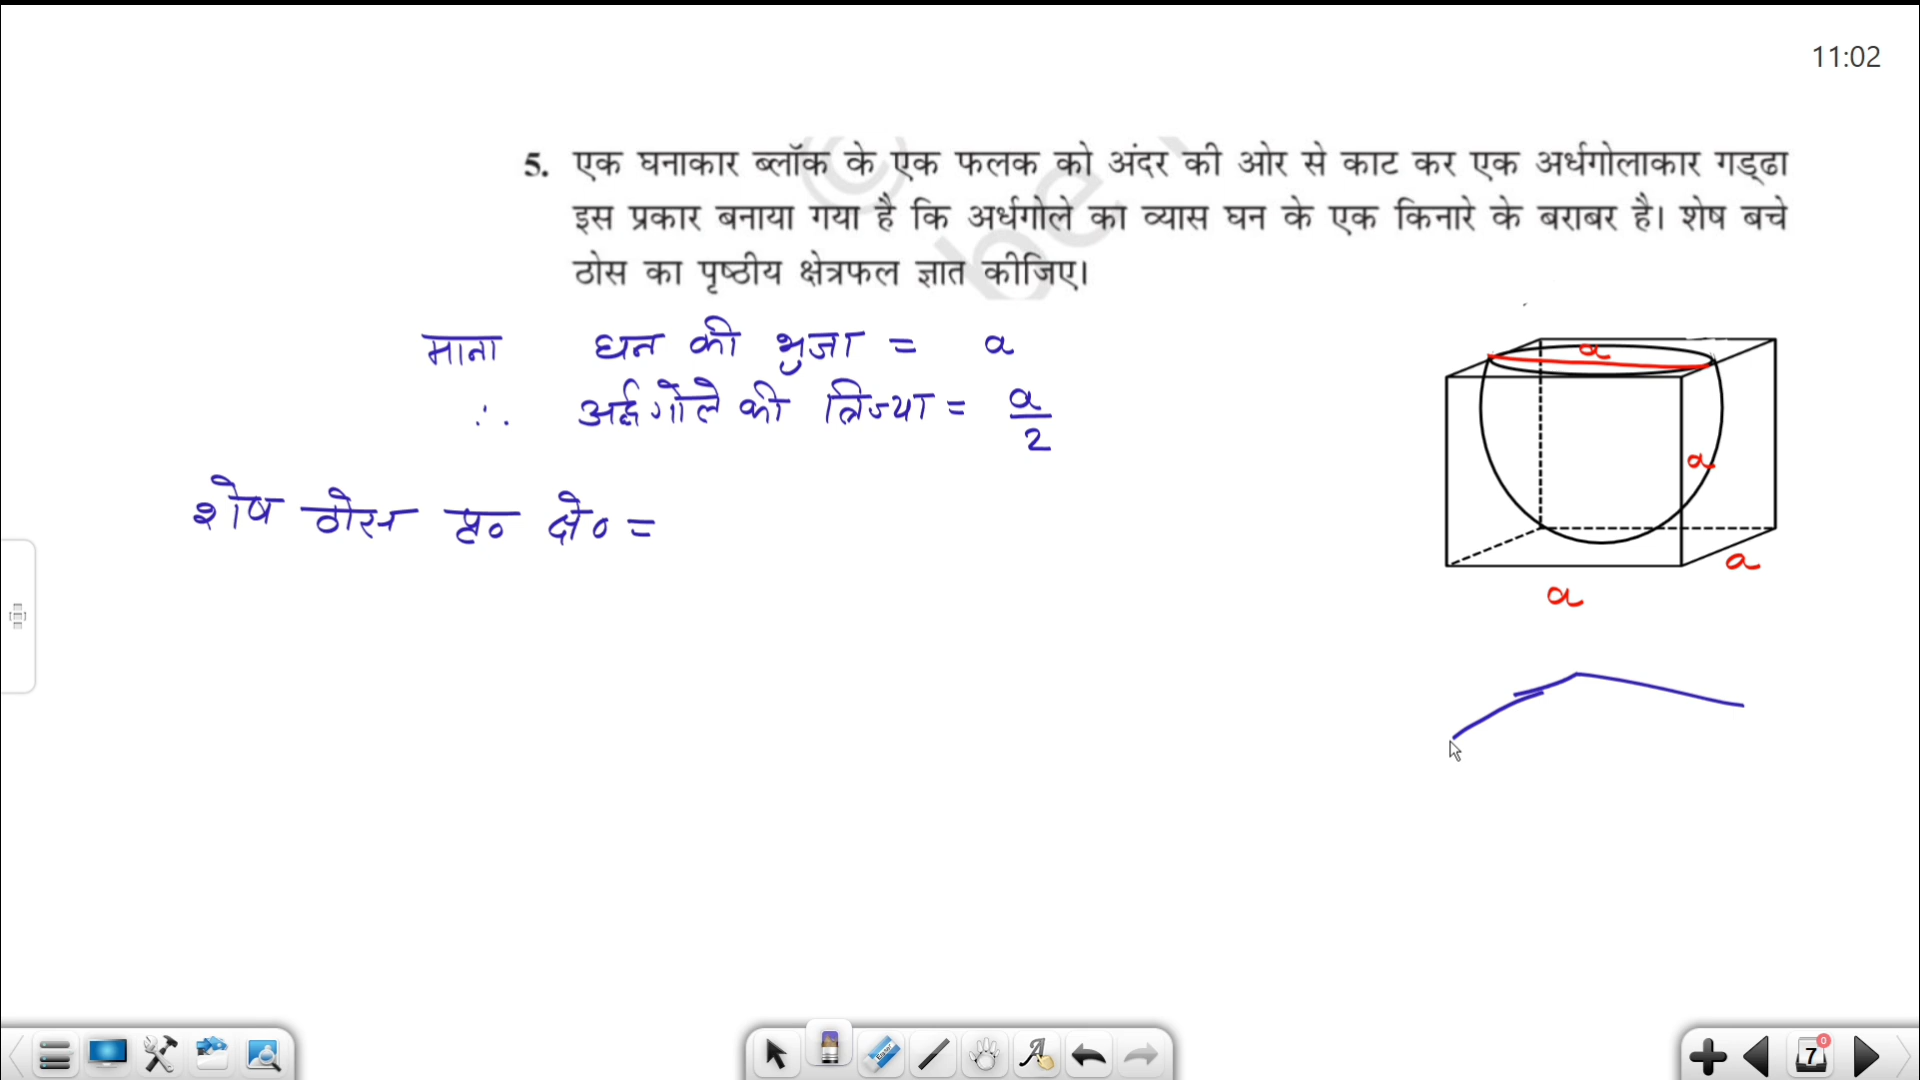 11:02
5. एक घनाकार ब्लॉक के एक फलक को अंदर की ओर से काट कर एक अर्धगोलाकार गड्ढा
इस प्रकार बनाया गया है कि अर्धगोले का व्यास घन के एक किनारे के बराबर है। शेष बचे
ठोस का पृष्ठीय क्षेत्रफल ज्ञात कीजिए।
माना घन की भुजा = a
∴ अर्द्धगोले की त्रिज्या = a/2
शेष ठोस पृ० क्षे० =
a
a
a
a
7
0